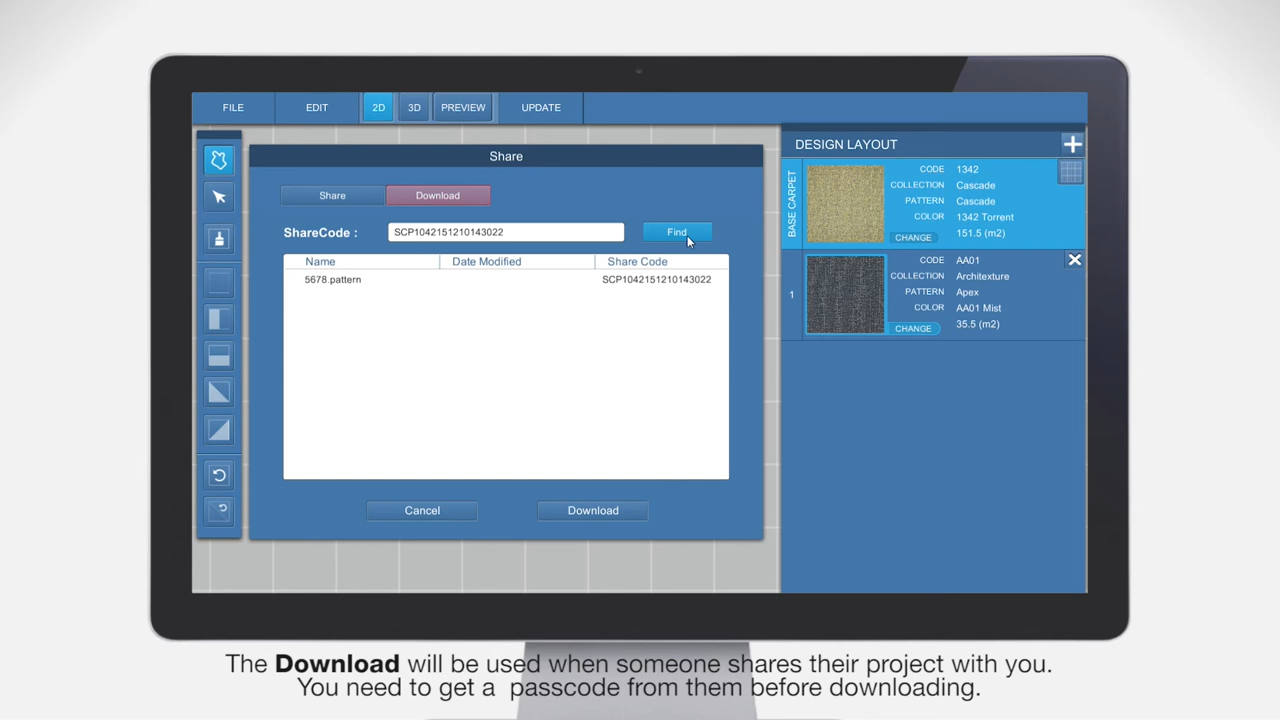 FILE EDIT 2D 3D PREVIEW UPDATE
Share
Share Download
ShareCode : SCP1042151210143022 Find
Name Date Modified Share Code
5678.pattern SCP1042151210143022
Cancel Download
DESIGN LAYOUT
BASE CARPET
CODE 1342
COLLECTION Cascade
PATTERN Cascade
COLOR 1342 Torrent
CHANGE 151.5 (m2)
1
CODE AA01
COLLECTION Architexture
PATTERN Apex
COLOR AA01 Mist
CHANGE 35.5 (m2)
The Download will be used when someone shares their project with you.
You need to get a passcode from them before downloading.